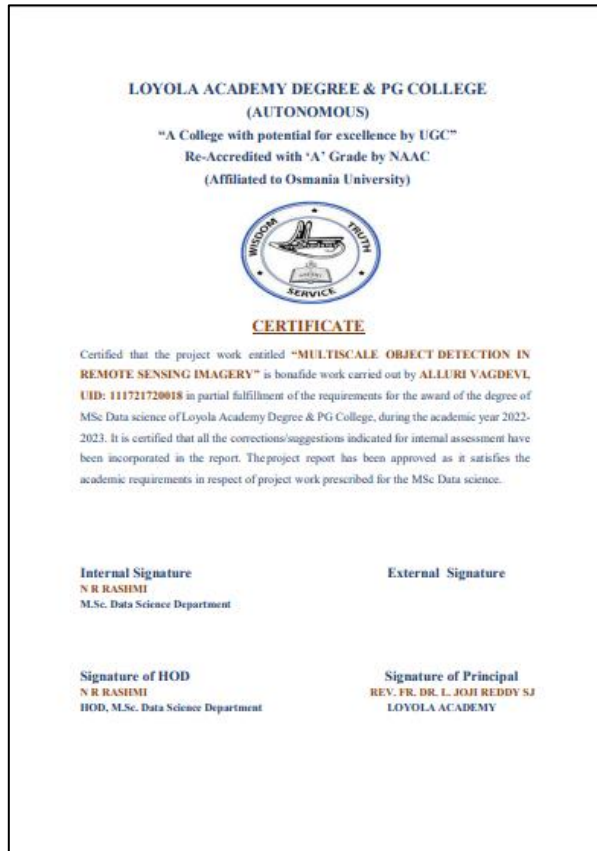 LOYOLA ACADEMY DEGREE & PG COLLEGE
(AUTONOMOUS)
“A College with potential for excellence by UGC”
Re-Accredited with ‘A’ Grade by NAAC
(Affiliated to Osmania University)
WISDOM TRUTH
SERVICE
CERTIFICATE
Certified that the project work entitled “MULTISCALE OBJECT DETECTION IN
REMOTE SENSING IMAGERY” is bonafide work carried out by ALLURI VAGDEVI,
UID: 111721720018 in partial fulfillment of the requirements for the award of the degree of
MSc Data science of Loyola Academy Degree & PG College, during the academic year 2022-
2023. It is certified that all the corrections/suggestions indicated for internal assessment have
been incorporated in the report. Theproject report has been approved as it satisfies the
academic requirements in respect of project work prescribed for the MSc Data science.
Internal Signature External Signature
N R RASHMI
M.Sc. Data Science Department
Signature of HOD Signature of Principal
N R RASHMI REV. FR. DR. L. JOJI REDDY SJ
HOD, M.Sc. Data Science Department LOYOLA ACADEMY